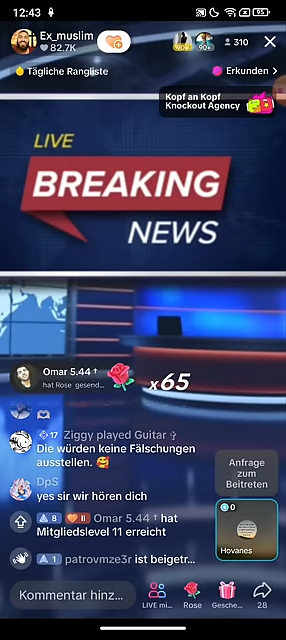 12:43
95
Ex_muslim
82.7K
90+
310
Tägliche Rangliste
Erkunden >
Kopf an Kopf
Knockout Agency
LIVE
BREAKING
NEWS
Omar 5.44 †
hat Rose gesend...
x65
17 Ziggy played Guitar ✞
Die würden keine Fälschungen
ausstellen. 🥰
DpS
yes sir wir hören dich
8 II Omar 5.44 † hat
Mitgliedslevel 11 erreicht
1 patrovmze3r ist beigetr...
Anfrage
zum
Beitreten
0
Hovanes
Kommentar hinz...
LIVE mi...
Rose
Gesche...
28